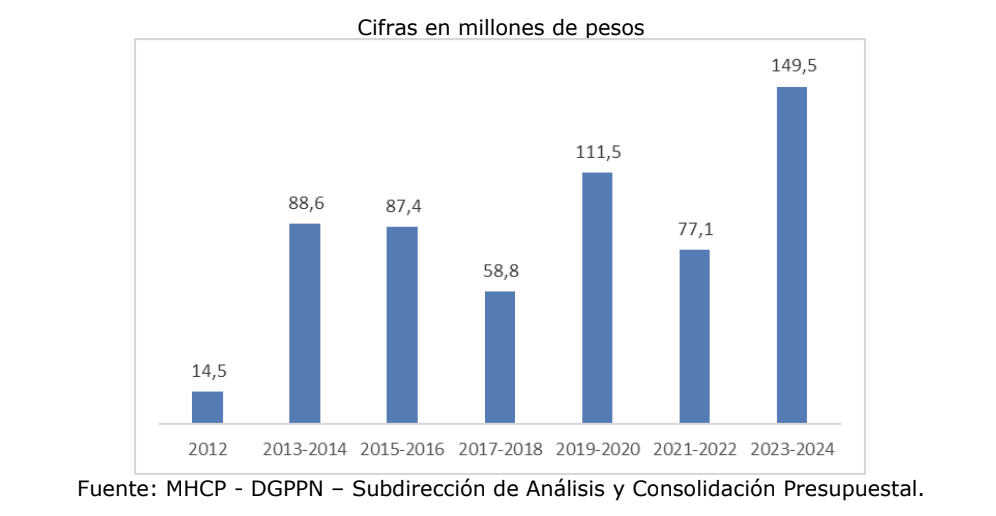 Cifras en millones de pesos
149,5
111,5
88,6
87,4
77,1
58,8
14,5
2012 2013-2014 2015-2016 2017-2018 2019-2020 2021-2022 2023-2024
Fuente: MHCP - DGPPN – Subdirección de Análisis y Consolidación Presupuestal.